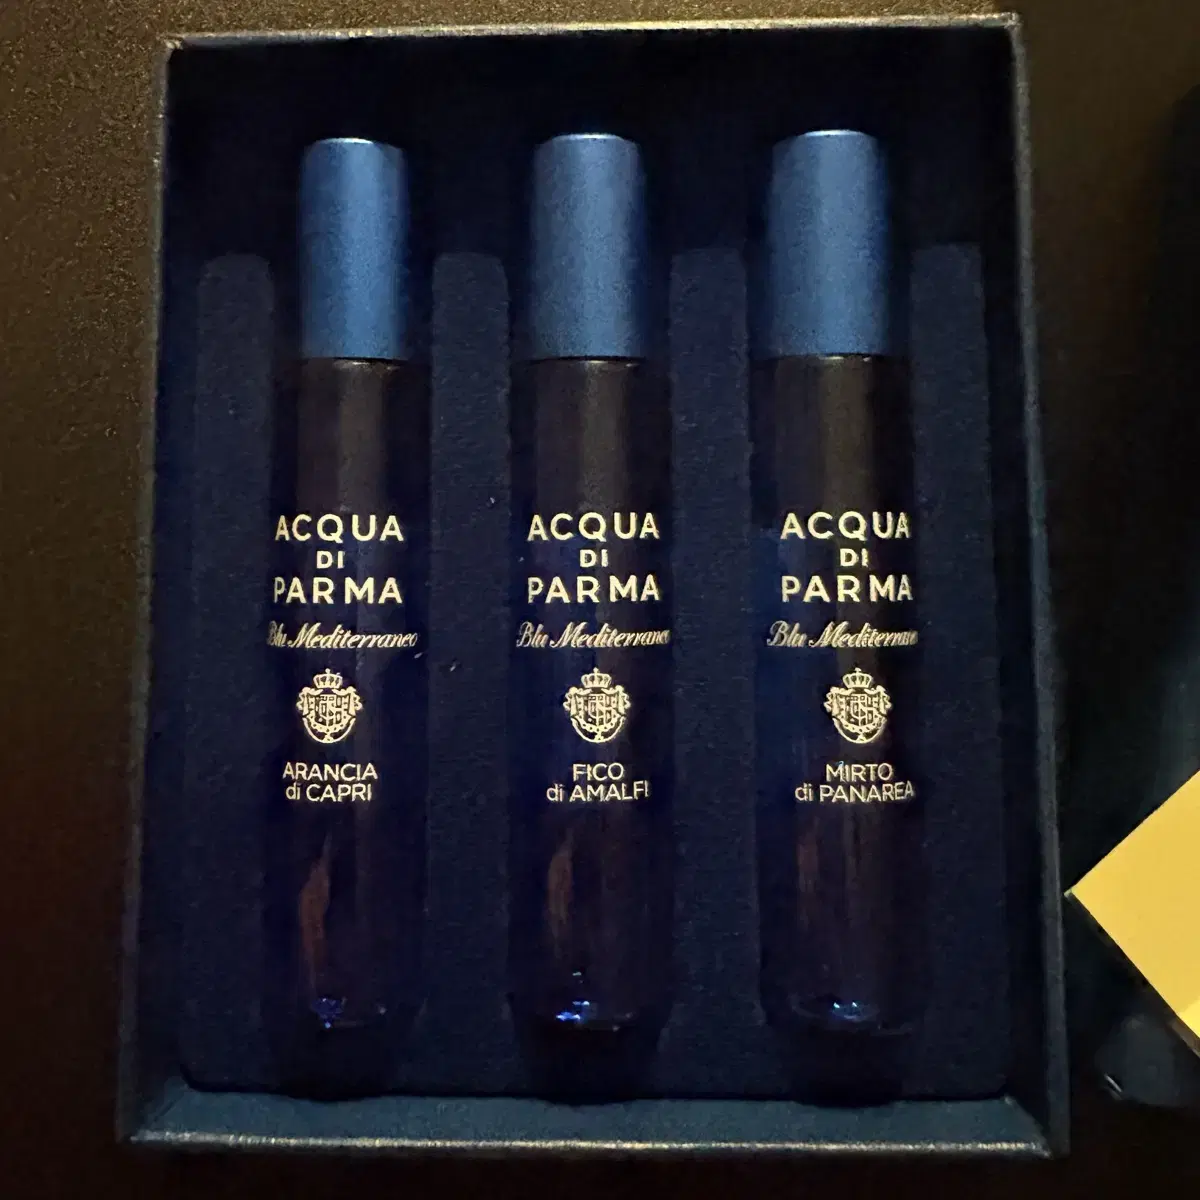 ACQUA
DI
PARMA
Blu Mediterraneo
ARANCIA
di CAPRI
ACQUA
DI
PARMA
Blu Mediterraneo
FICO
di AMALFI
ACQUA
DI
PARMA
Blu Mediterraneo
MIRTO
di PANAREA